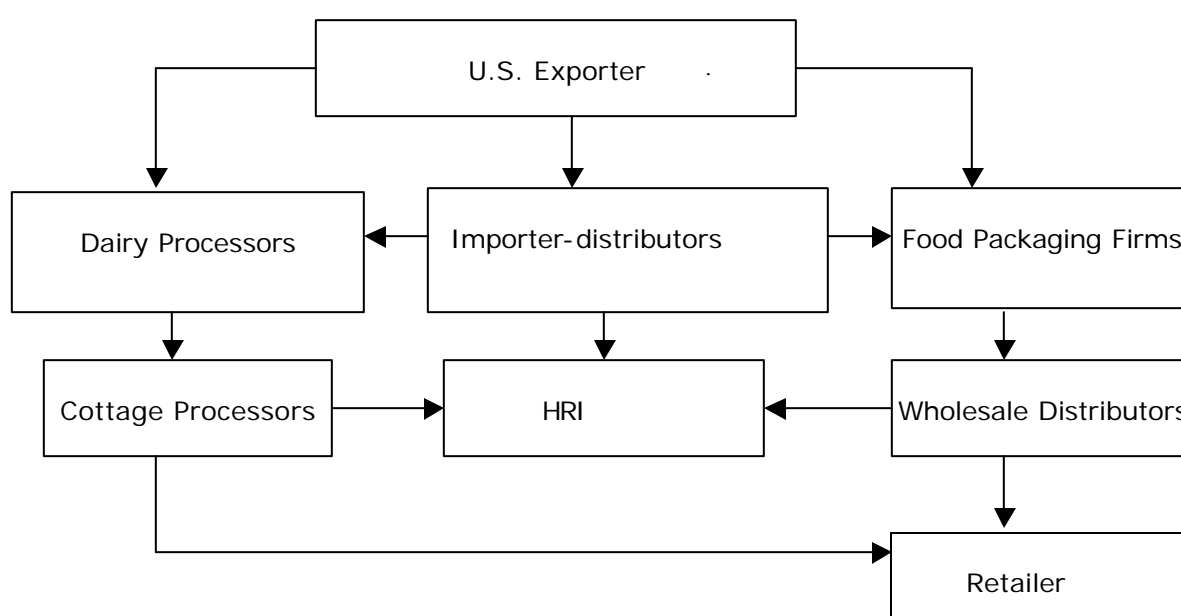 U.S. Exporter .
Dairy Processors
Importer-distributors
Food Packaging Firms
Cottage Processors
HRI
Wholesale Distributors
Retailer